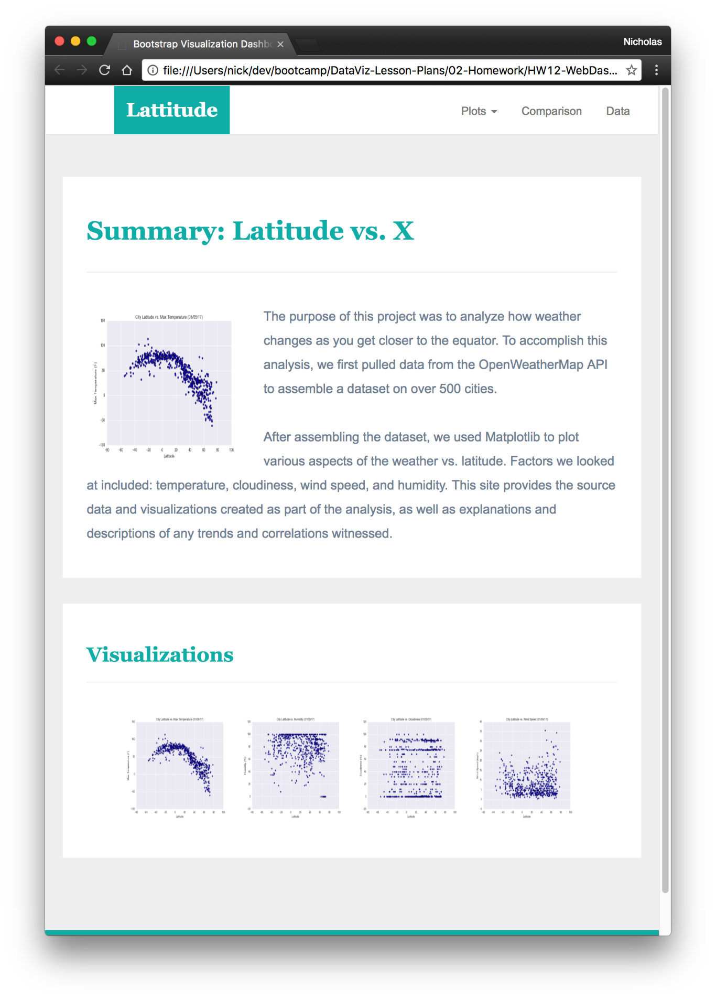 Bootstrap Visualization Dashb
Nicholas
file:///Users/nick/dev/bootcamp/DataViz-Lesson-Plans/02-Homework/HW12-WebDas...
Lattitude
Plots
Comparison
Data
Summary: Latitude vs. X
City Latitude vs. Max Temperature (01/05/17)
150
100
50
0
−50
−100
Max Temperature (F)
−80 −60 −40 −20 0 20 40 60 80 100
Latitude
The purpose of this project was to analyze how weather
changes as you get closer to the equator. To accomplish this
analysis, we first pulled data from the OpenWeatherMap API
to assemble a dataset on over 500 cities.
After assembling the dataset, we used Matplotlib to plot
various aspects of the weather vs. latitude. Factors we looked
at included: temperature, cloudiness, wind speed, and humidity. This site provides the source
data and visualizations created as part of the analysis, as well as explanations and
descriptions of any trends and correlations witnessed.
Visualizations
City Latitude vs. Max Temperature (01/05/17)
Max Temperature (F)
Latitude
City Latitude vs. Humidity (01/05/17)
Humidity (%)
Latitude
City Latitude vs. Cloudiness (01/05/17)
Cloudiness (%)
Latitude
City Latitude vs. Wind Speed (01/05/17)
Wind Speed (mph)
Latitude